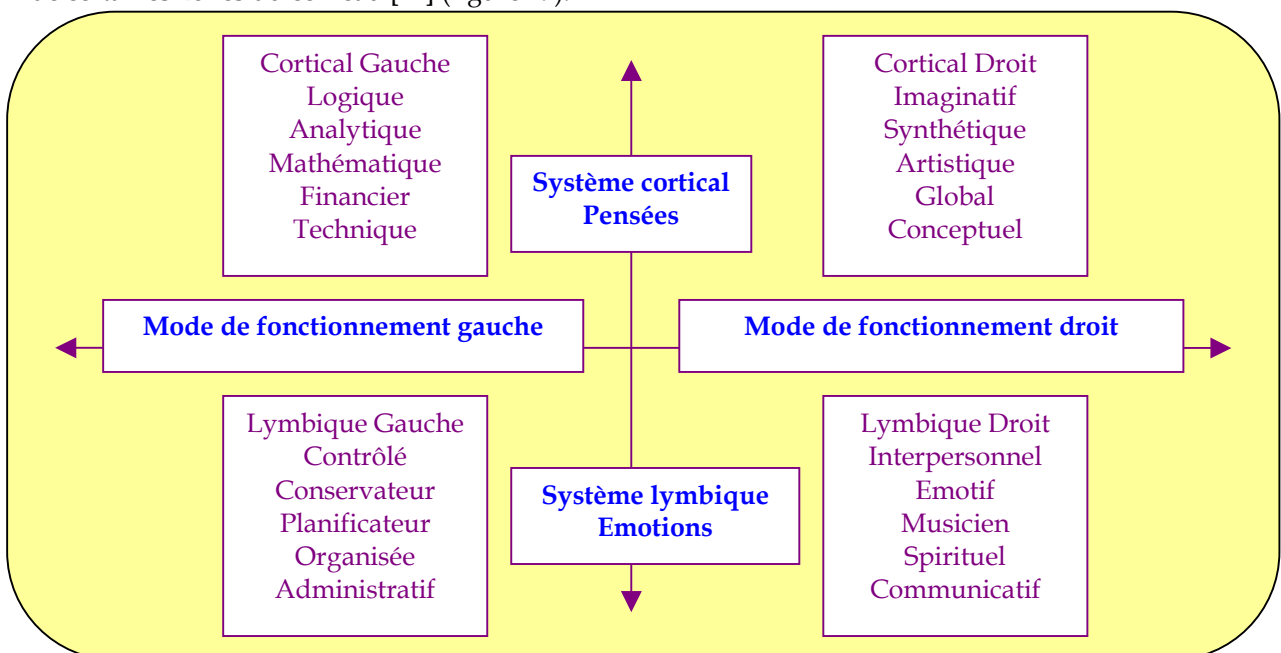 Cortical Gauche
Logique
Analytique
Mathématique
Financier
Technique
Système cortical
Pensées
Cortical Droit
Imaginatif
Synthétique
Artistique
Global
Conceptuel
Mode de fonctionnement gauche
Mode de fonctionnement droit
Lymbique Gauche
Contrôlé
Conservateur
Planificateur
Organisée
Administratif
Système lymbique
Emotions
Lymbique Droit
Interpersonnel
Emotif
Musicien
Spirituel
Communicatif